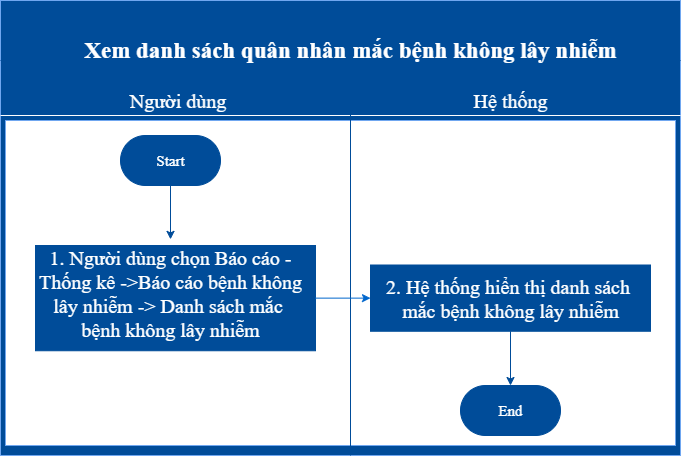 Xem danh sách quân nhân mắc bệnh không lây nhiễm
Người dùng
Hệ thống
Start
1. Người dùng chọn Báo cáo -
Thống kê ->Báo cáo bệnh không
lây nhiễm -> Danh sách mắc
bệnh không lây nhiễm
2. Hệ thống hiển thị danh sách
mắc bệnh không lây nhiễm
End